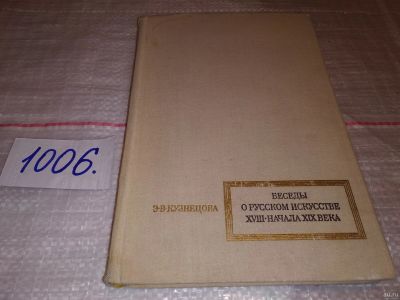 1006.
Э·В·КУЗНЕЦОВА
БЕСЕДЫ
О РУССКОМ ИСКУССТВЕ
XVIII·НАЧАЛА XIX ВЕКА